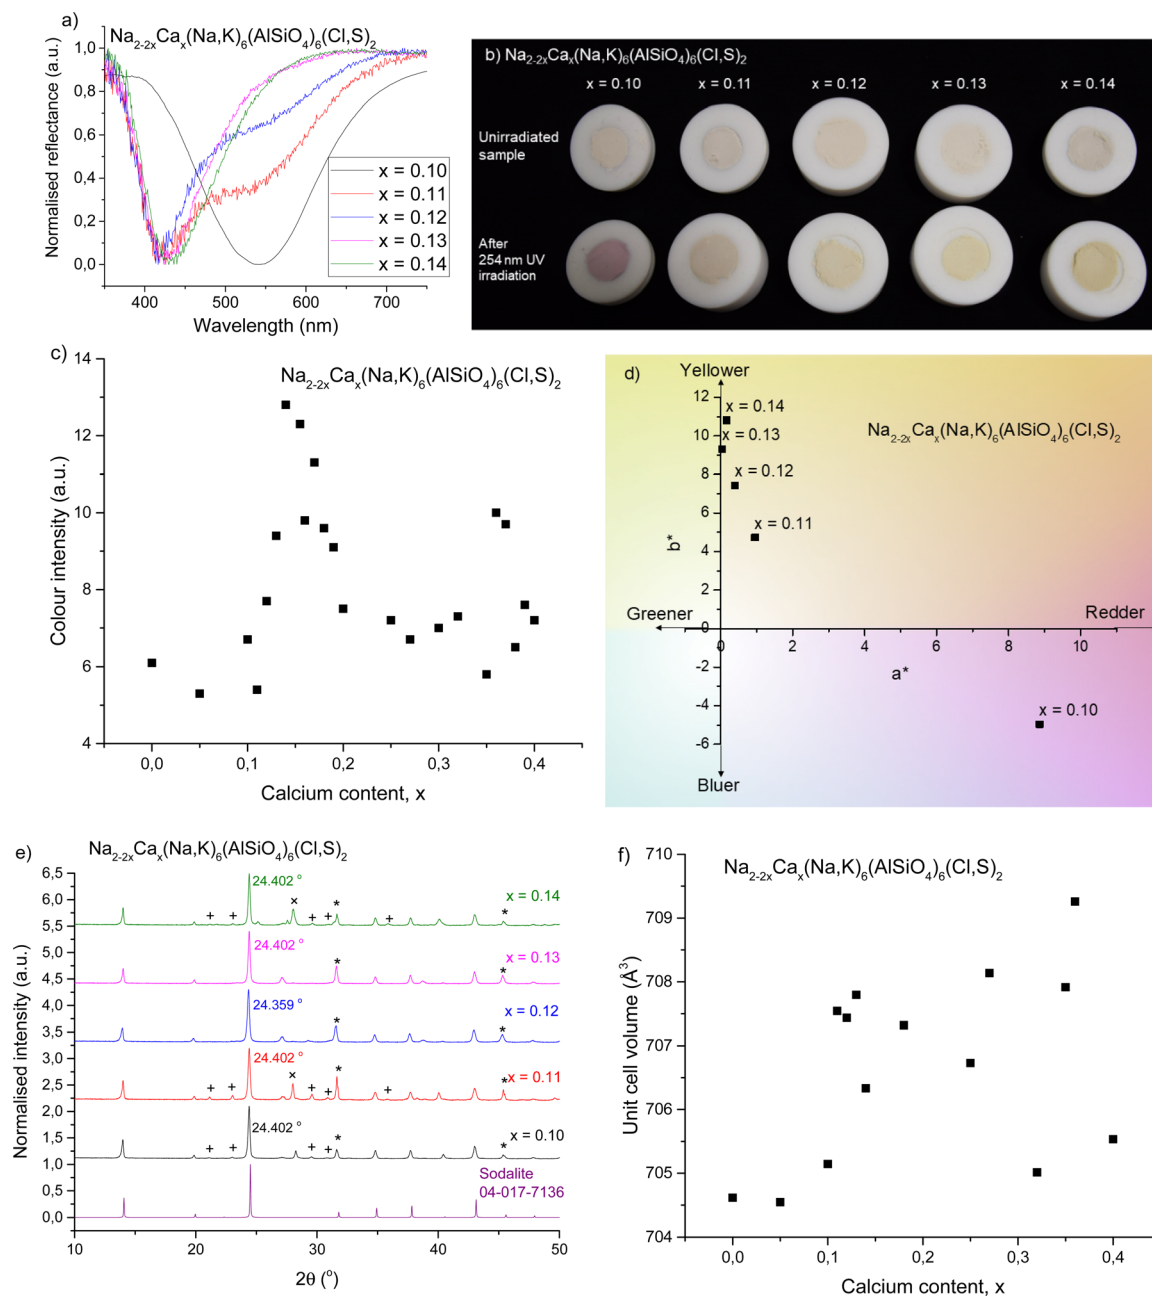 a)
Na₂₋₂ₓCaₓ(Na,K)₆(AlSiO₄)₆(Cl,S)₂
Normalised reflectance (a.u.)
1,0
0,8
0,6
0,4
0,2
0,0
400
500
600
700
Wavelength (nm)
x = 0.10
x = 0.11
x = 0.12
x = 0.13
x = 0.14
b) Na₂₋₂ₓCaₓ(Na,K)₆(AlSiO₄)₆(Cl,S)₂
x = 0.10 x = 0.11 x = 0.12 x = 0.13 x = 0.14
Unirradiated
sample
After
254 nm UV
irradiation
c)
Na₂₋₂ₓCaₓ(Na,K)₆(AlSiO₄)₆(Cl,S)₂
Colour intensity (a.u.)
14
12
10
8
6
4
0,0
0,1
0,2
0,3
0,4
Calcium content, x
d)
Yellower
Na₂₋₂ₓCaₓ(Na,K)₆(AlSiO₄)₆(Cl,S)₂
12
10
8
6
4
2
0
-2
-4
-6
x = 0.14
x = 0.13
x = 0.12
x = 0.11
b*
Greener
Redder
0
2
4
6
8
10
a*
x = 0.10
Bluer
e)
Na₂₋₂ₓCaₓ(Na,K)₆(AlSiO₄)₆(Cl,S)₂
Normalised intensity (a.u.)
6,5
5,5
5,0
4,5
4,0
3,5
3,0
2,5
2,0
1,5
1,0
0,5
0,0
24.402 °
+ + × + * + + *
x = 0.14
24.402 °
* *
x = 0.13
24.359 °
* *
x = 0.12
24.402 °
+ + × + + * + *
x = 0.11
24.402 °
+ + + + * *
x = 0.10
Sodalite
04-017-7136
10
20
30
40
50
2θ (°)
f)
Na₂₋₂ₓCaₓ(Na,K)₆(AlSiO₄)₆(Cl,S)₂
Unit cell volume (Å³)
710
709
708
707
706
705
704
0,0
0,1
0,2
0,3
0,4
Calcium content, x